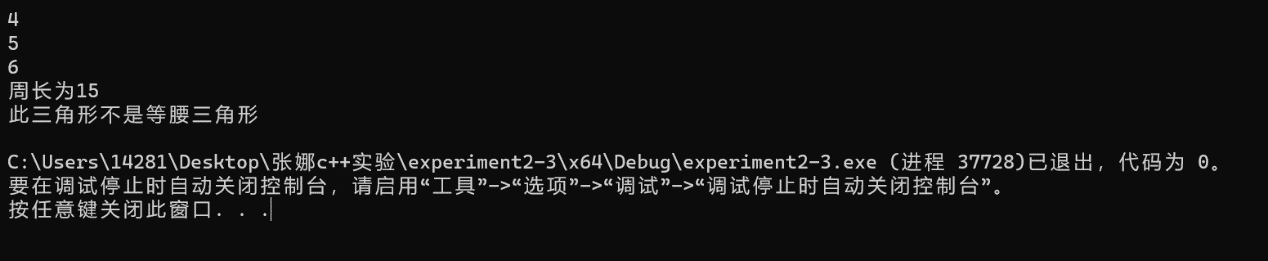 4
5
6
周长为15
此三角形不是等腰三角形
C:\Users\14281\Desktop\张娜c++实验\experiment2-3\x64\Debug\experiment2-3.exe (进程 37728)已退出，代码为 0。
要在调试停止时自动关闭控制台，请启用“工具”->“选项”->“调试”->“调试停止时自动关闭控制台”。
按任意键关闭此窗口. . .